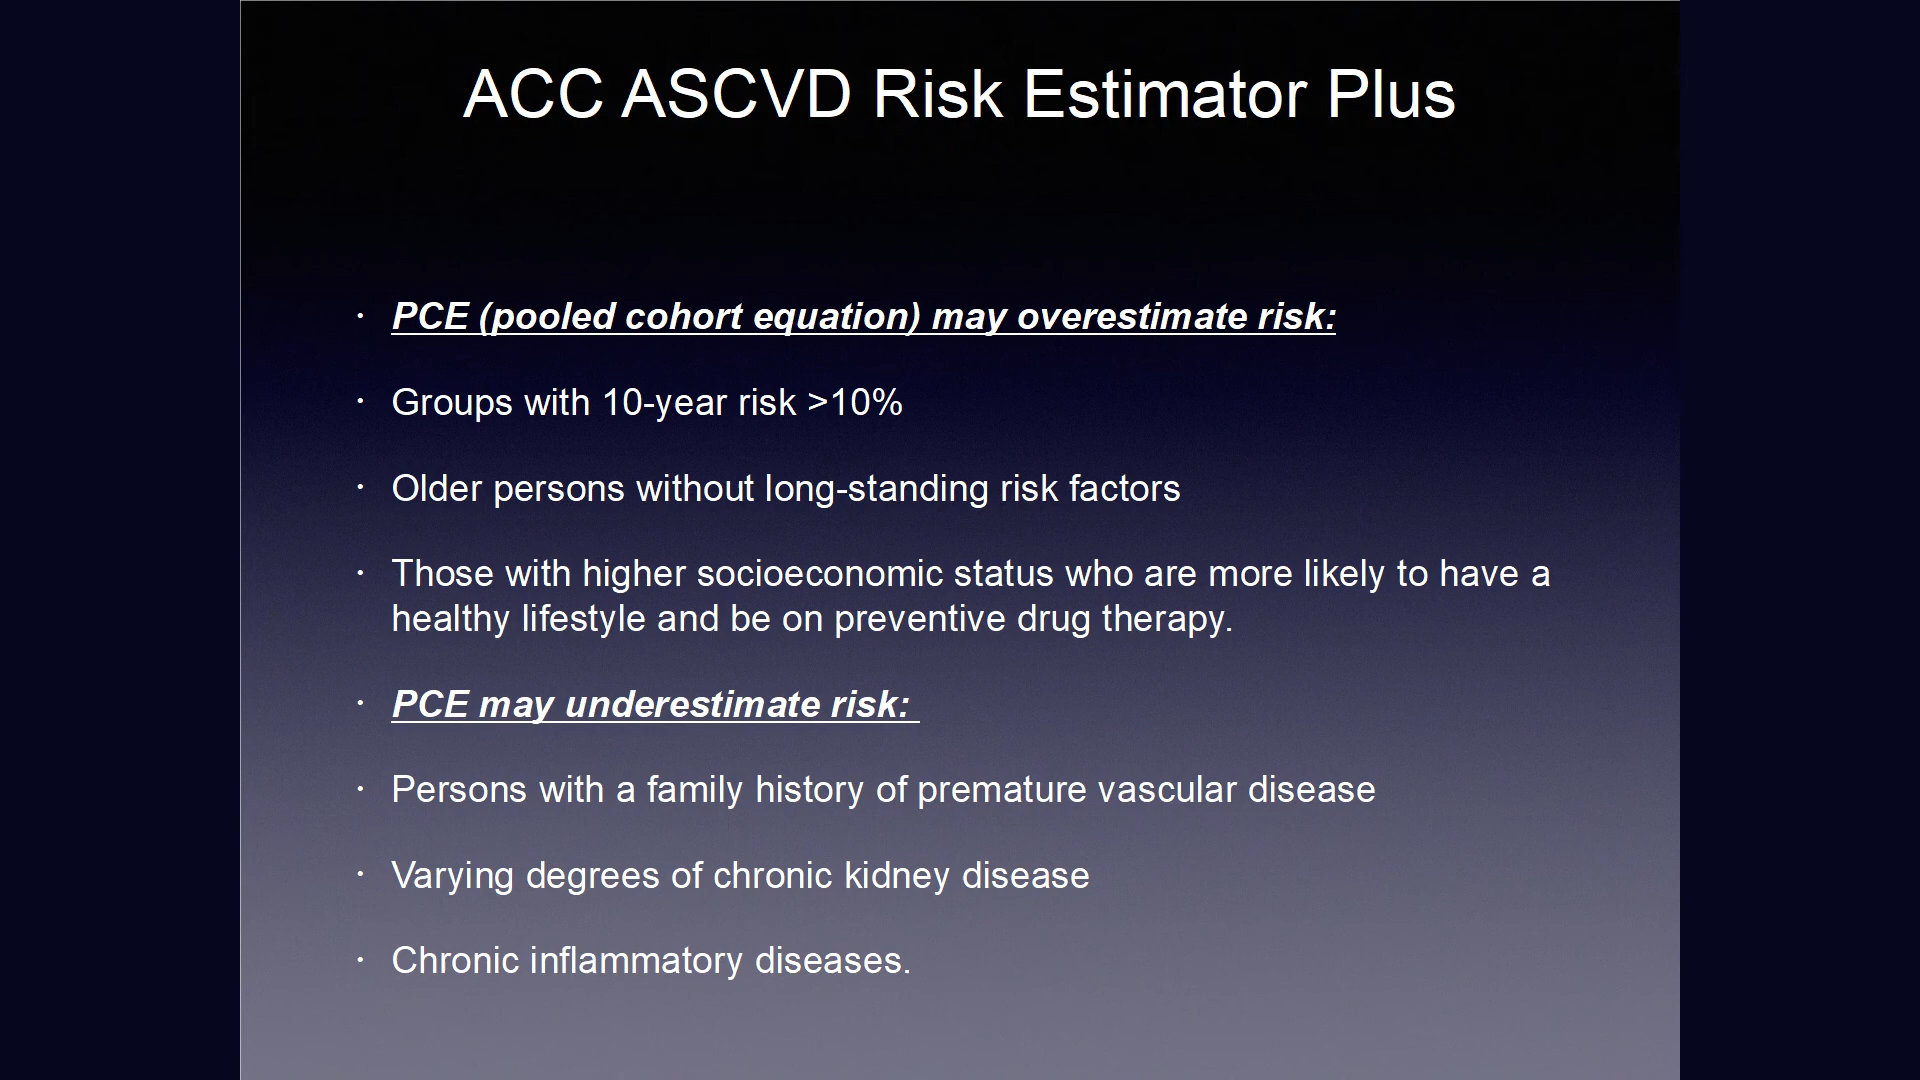 ACC ASCVD Risk Estimator Plus
· PCE (pooled cohort equation) may overestimate risk:
· Groups with 10-year risk >10%
· Older persons without long-standing risk factors
· Those with higher socioeconomic status who are more likely to have a
healthy lifestyle and be on preventive drug therapy.
· PCE may underestimate risk:
· Persons with a family history of premature vascular disease
· Varying degrees of chronic kidney disease
· Chronic inflammatory diseases.